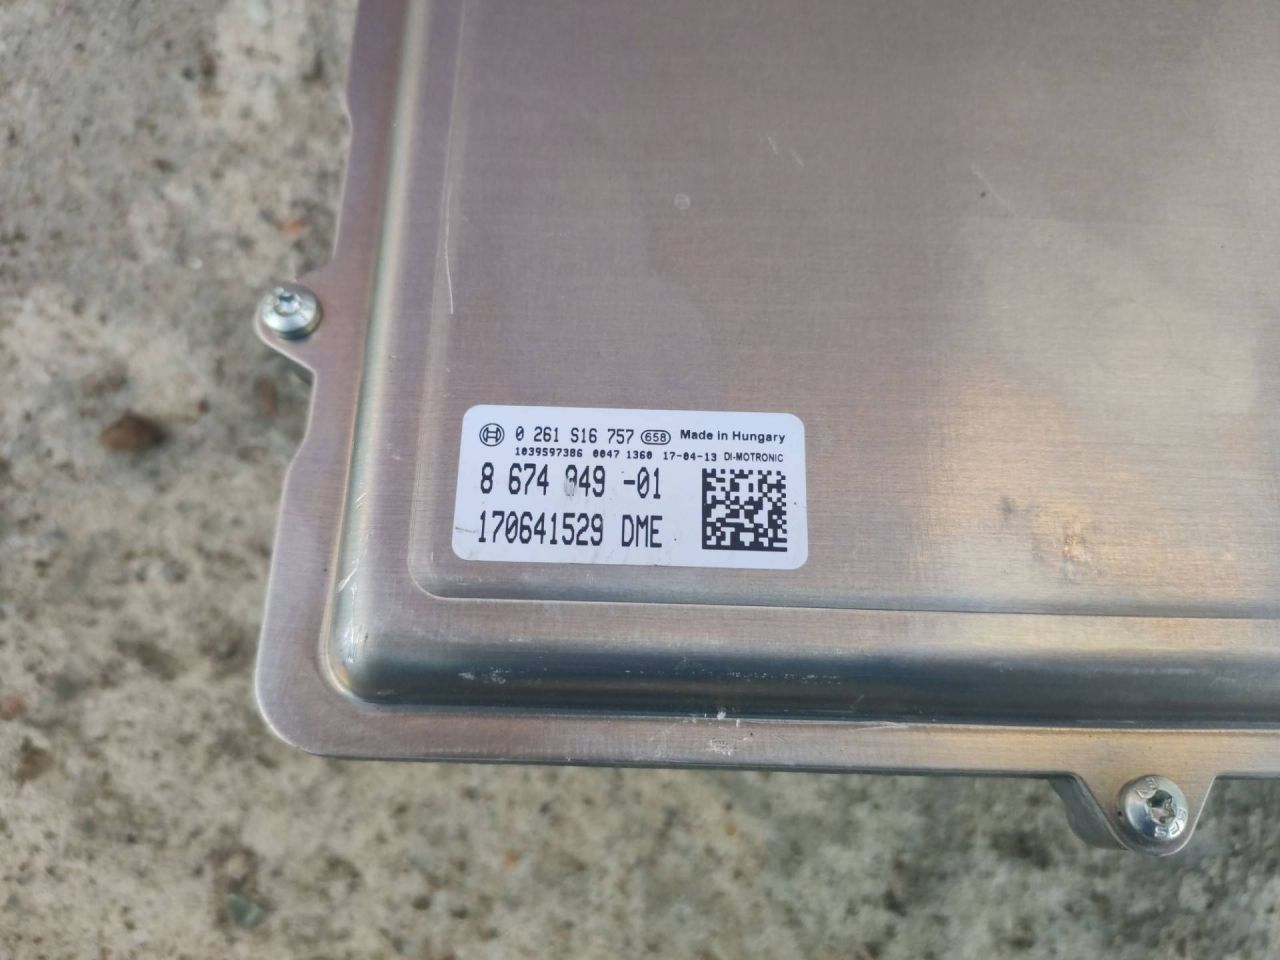 0 261 S16 757 658 Made in Hungary
1039S97386 0047 1360 17-04-13 DI-MOTRONIC
8 674 049 -01
170641529 DME